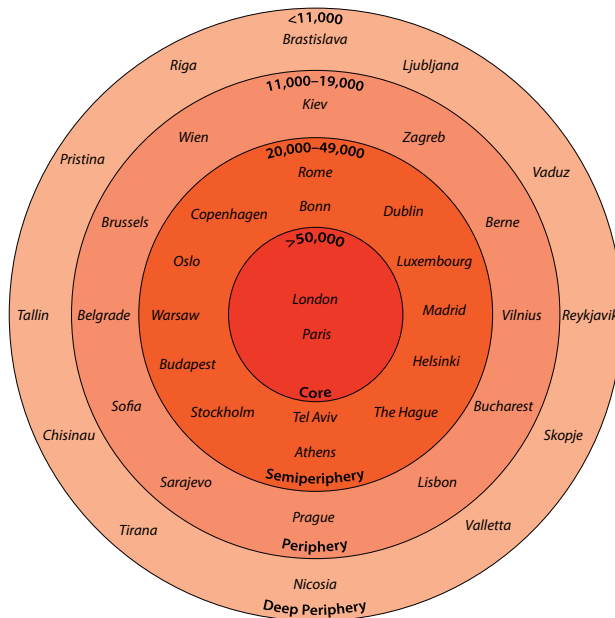 <11,000
Brastislava
Riga
Ljubljana
11,000–19,000
Kiev
Wien
Zagreb
Pristina
20,000–49,000
Vaduz
Rome
Copenhagen
Bonn
Dublin
Brussels
Berne
>50,000
Oslo
Luxembourg
London
Tallin
Belgrade
Warsaw
Madrid
Vilnius
Reykjavik
Paris
Budapest
Helsinki
Core
Sofia
Stockholm
Tel Aviv
The Hague
Bucharest
Chisinau
Skopje
Athens
Semiperiphery
Sarajevo
Lisbon
Prague
Tirana
Valletta
Periphery
Nicosia
Deep Periphery